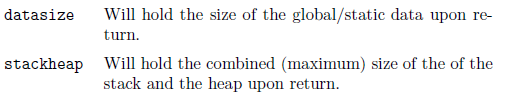 datasize Will hold the size of the global/static data upon re-
turn.
stackheap Will hold the combined (maximum) size of the of the
stack and the heap upon return.